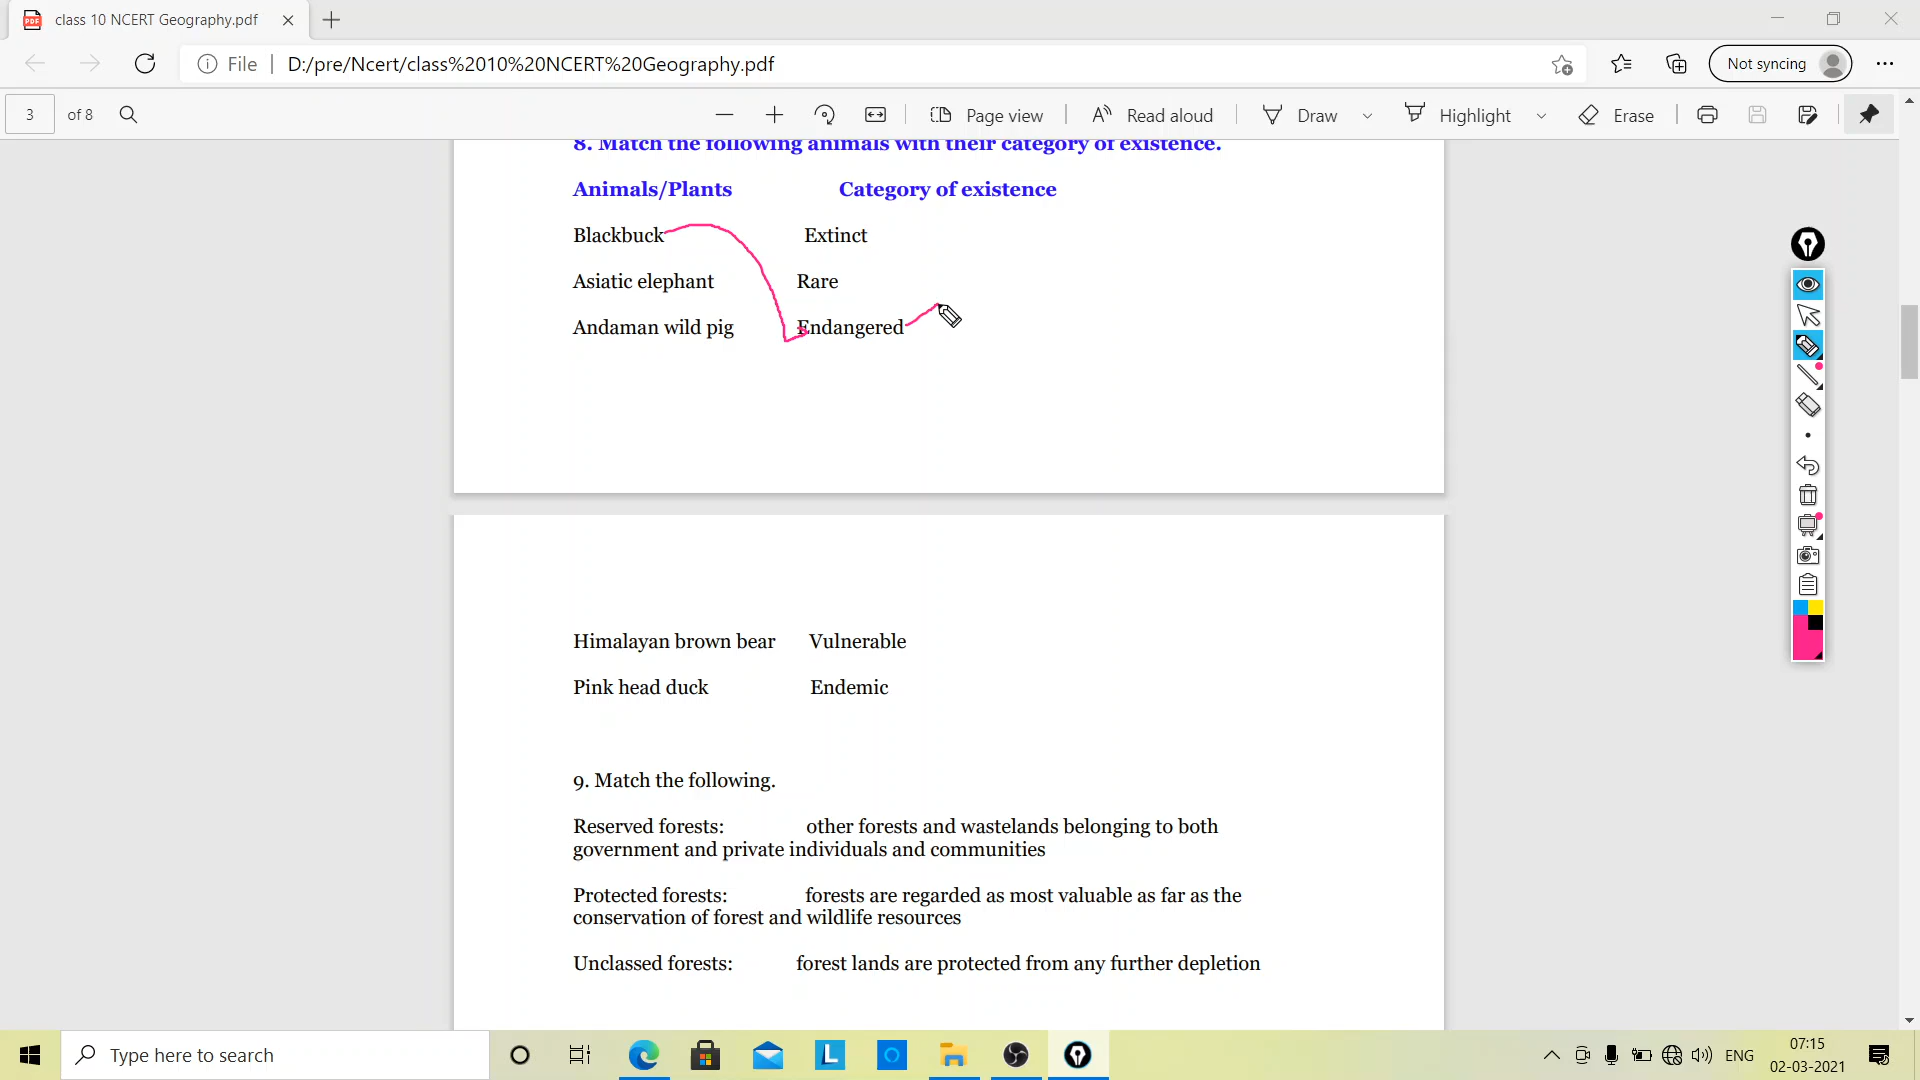 class 10 NCERT Geography.pdf
File
D:/pre/Ncert/class%2010%20NCERT%20Geography.pdf
Not syncing
3 of 8
Page view
Read aloud
Draw
Highlight
Erase
8. Match the following animals with their category of existence.
Animals/Plants Category of existence
Blackbuck Extinct
Asiatic elephant Rare
Andaman wild pig Endangered
Himalayan brown bear Vulnerable
Pink head duck Endemic
9. Match the following.
Reserved forests: other forests and wastelands belonging to both
government and private individuals and communities
Protected forests: forests are regarded as most valuable as far as the
conservation of forest and wildlife resources
Unclassed forests: forest lands are protected from any further depletion
Type here to search
ENG
07:15
02-03-2021